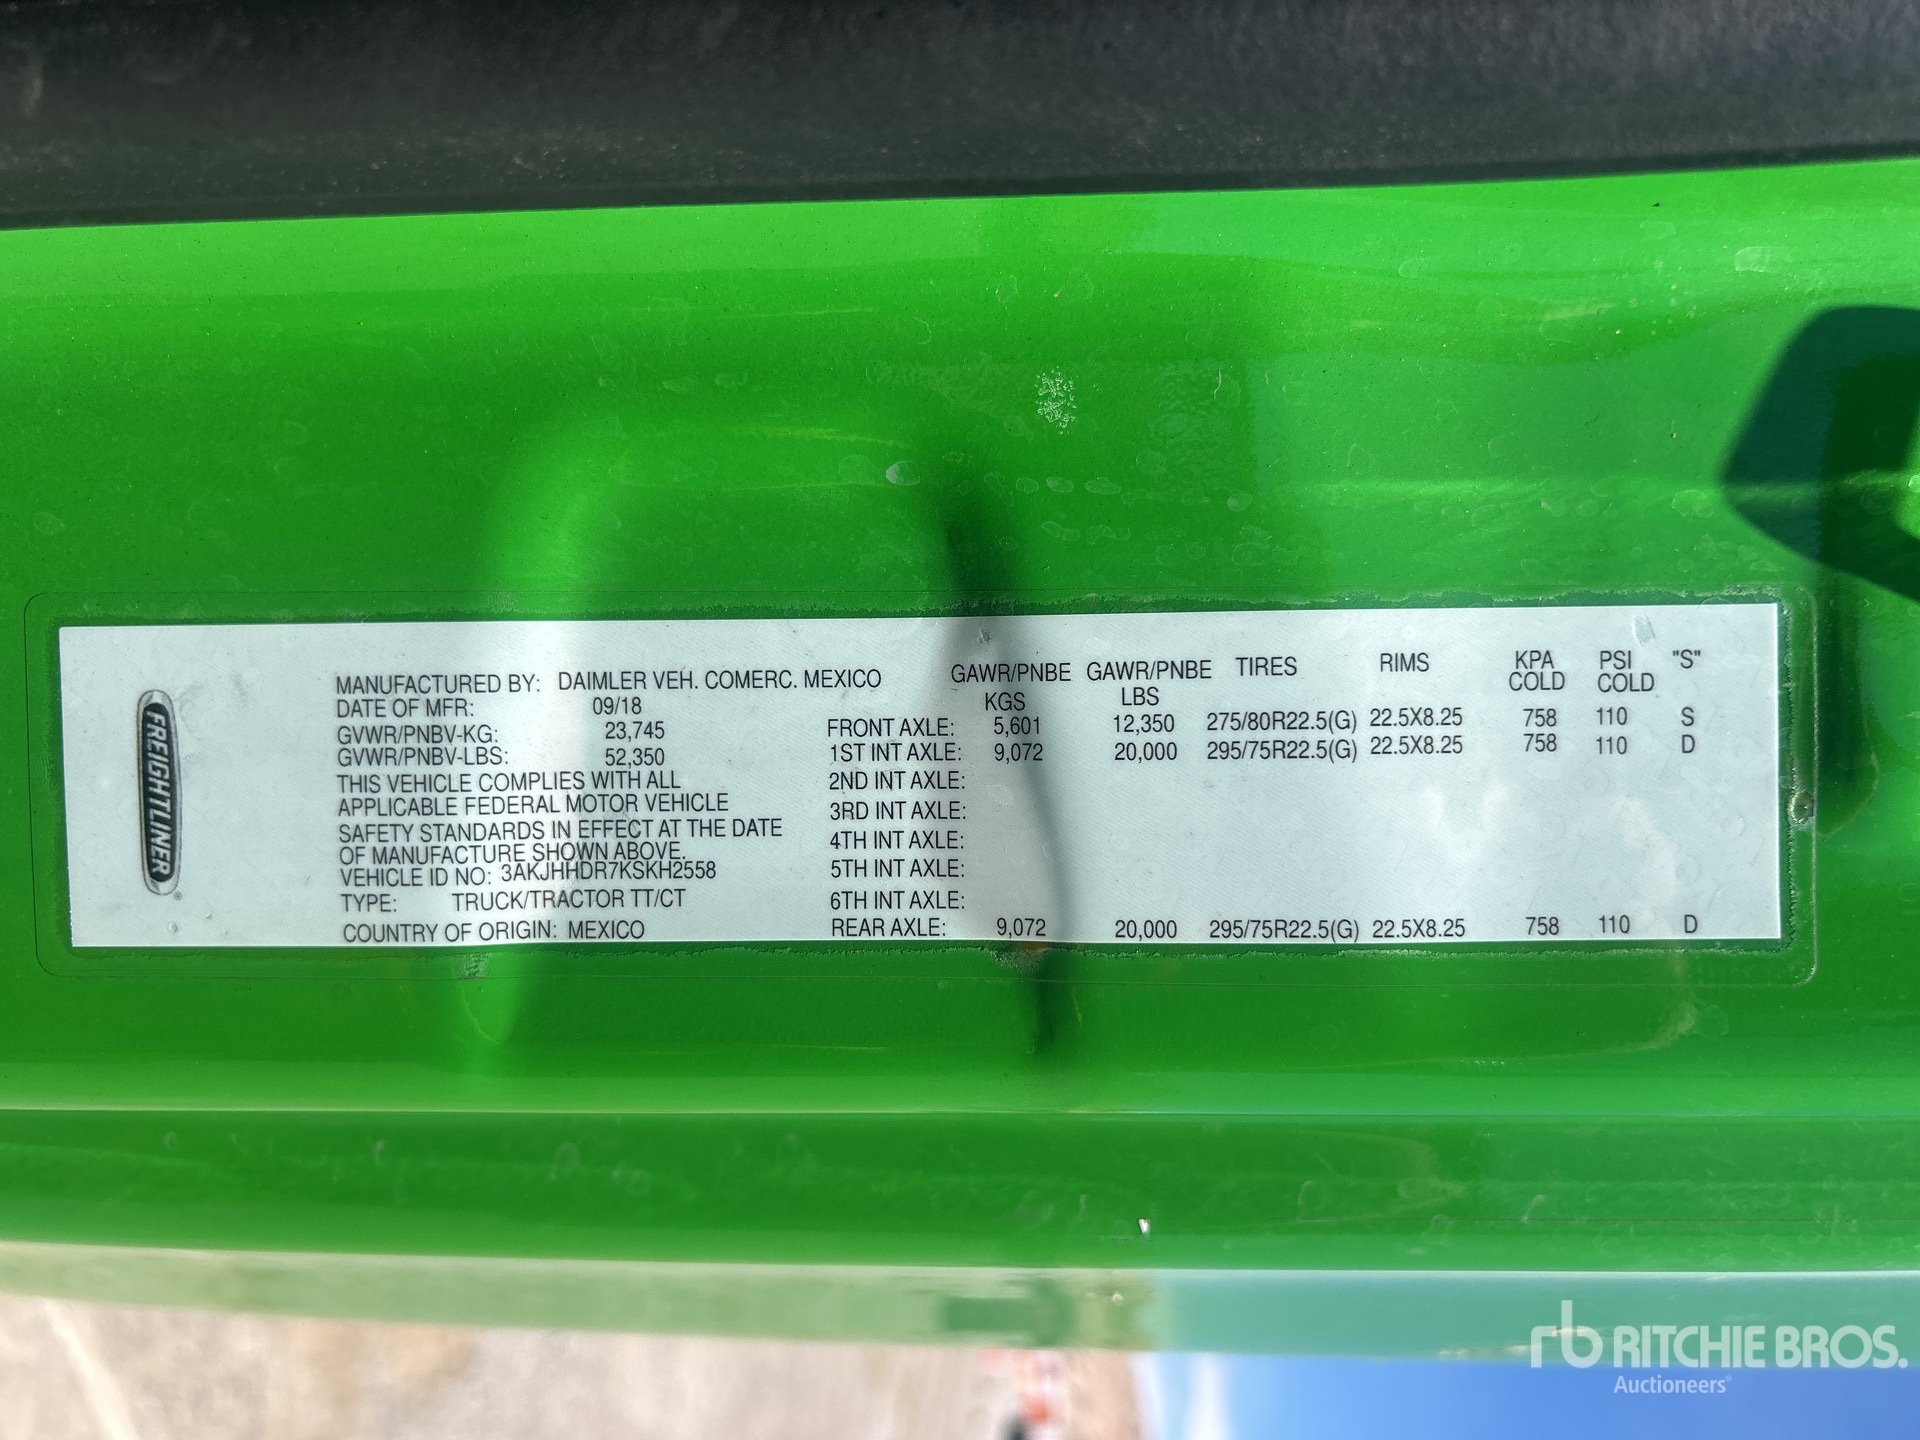 FREIGHTLINER
MANUFACTURED BY: DAIMLER VEH. COMERC. MEXICO
DATE OF MFR: 09/18
GVWR/PNBV-KG: 23,745
GVWR/PNBV-LBS: 52,350
THIS VEHICLE COMPLIES WITH ALL
APPLICABLE FEDERAL MOTOR VEHICLE
SAFETY STANDARDS IN EFFECT AT THE DATE
OF MANUFACTURE SHOWN ABOVE.
VEHICLE ID NO: 3AKJHHDR7KSKH2558
TYPE: TRUCK/TRACTOR TT/CT
COUNTRY OF ORIGIN: MEXICO
GAWR/PNBE GAWR/PNBE TIRES RIMS KPA PSI "S"
KGS LBS COLD COLD
FRONT AXLE: 5,601 12,350 275/80R22.5(G) 22.5X8.25 758 110 S
1ST INT AXLE: 9,072 20,000 295/75R22.5(G) 22.5X8.25 758 110 D
2ND INT AXLE:
3RD INT AXLE:
4TH INT AXLE:
5TH INT AXLE:
6TH INT AXLE:
REAR AXLE: 9,072 20,000 295/75R22.5(G) 22.5X8.25 758 110 D
rb RITCHIE BROS.
Auctioneers